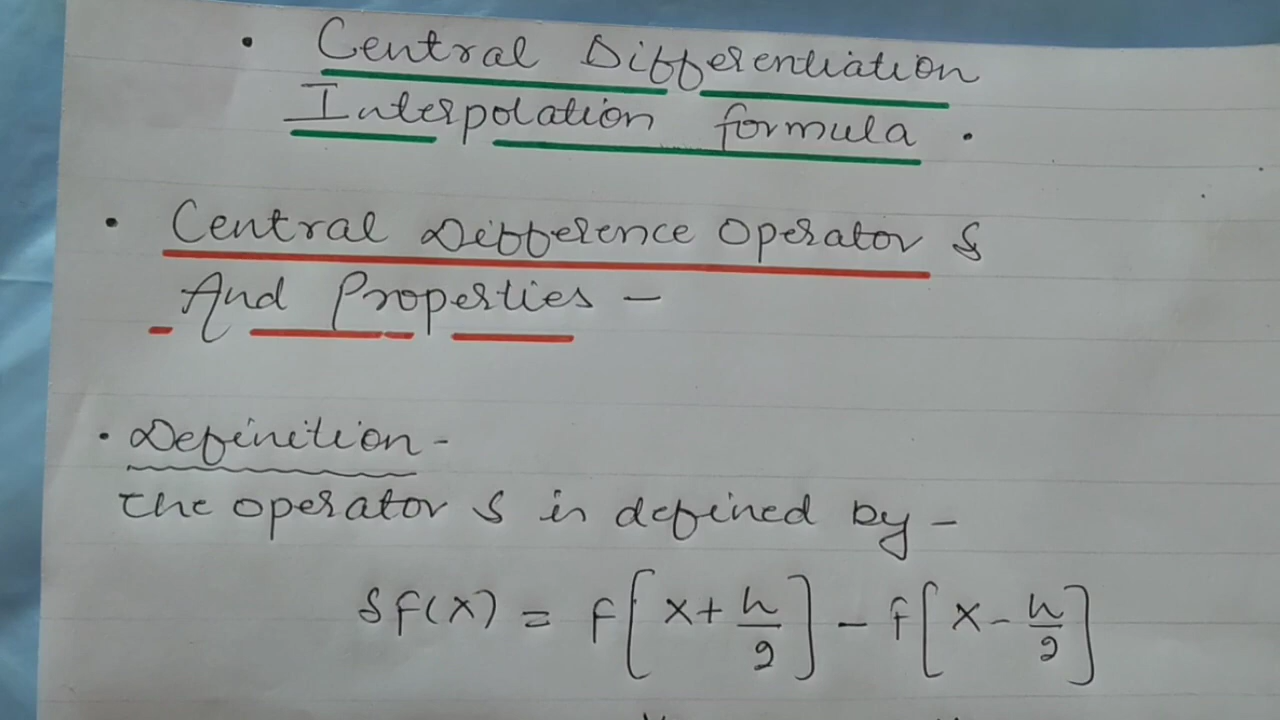 • Central Differentiation
Interpolation formula.
• Central Difference Operator δ
And Properties –
• Definition -
The operator δ is defined by –
δf(x) = f[x + h/2] - f[x - h/2]